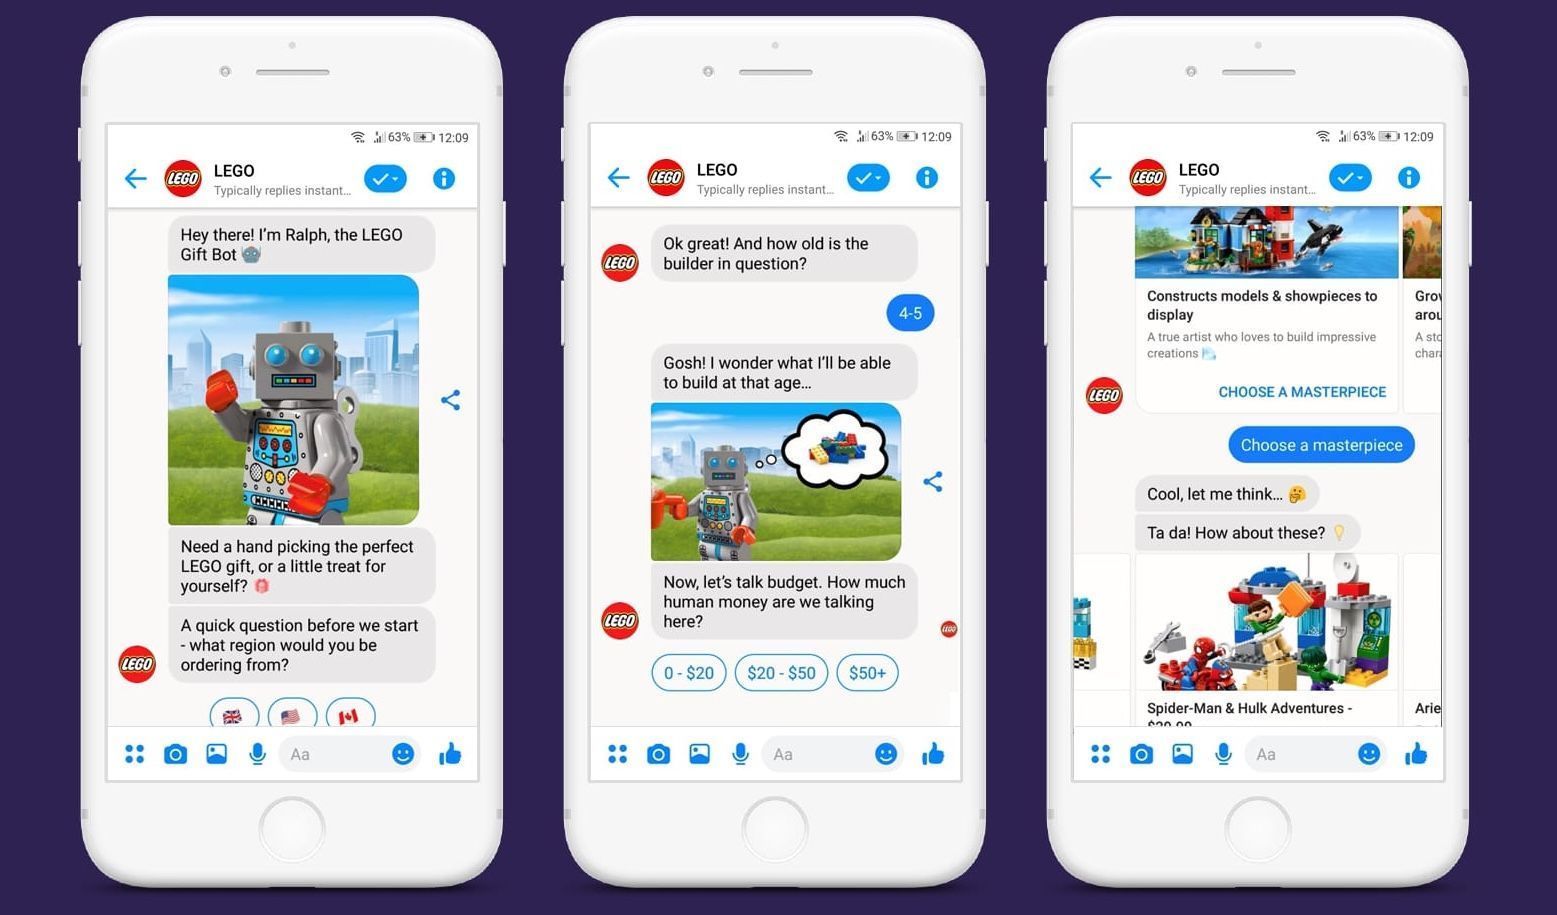 63% 12:09
LEGO
LEGO
Typically replies instant...
Hey there! I'm Ralph, the LEGO
Gift Bot
Need a hand picking the perfect
LEGO gift, or a little treat for
yourself?
A quick question before we start
- what region would you be
ordering from?
LEGO
Aa
63% 12:09
LEGO
LEGO
Typically replies instant...
Ok great! And how old is the
builder in question?
LEGO
4-5
Gosh! I wonder what I'll be able
to build at that age...
Now, let's talk budget. How much
human money are we talking
here?
LEGO
LEGO
0 - $20 $20 - $50 $50+
Aa
63% 12:09
LEGO
LEGO
Typically replies instant...
Constructs models & showpieces to
display
A true artist who loves to build impressive
creations
CHOOSE A MASTERPIECE
Grov
arou
A sto
chara
LEGO
Choose a masterpiece
Cool, let me think...
Ta da! How about these?
Spider-Man & Hulk Adventures -
Arie
Aa